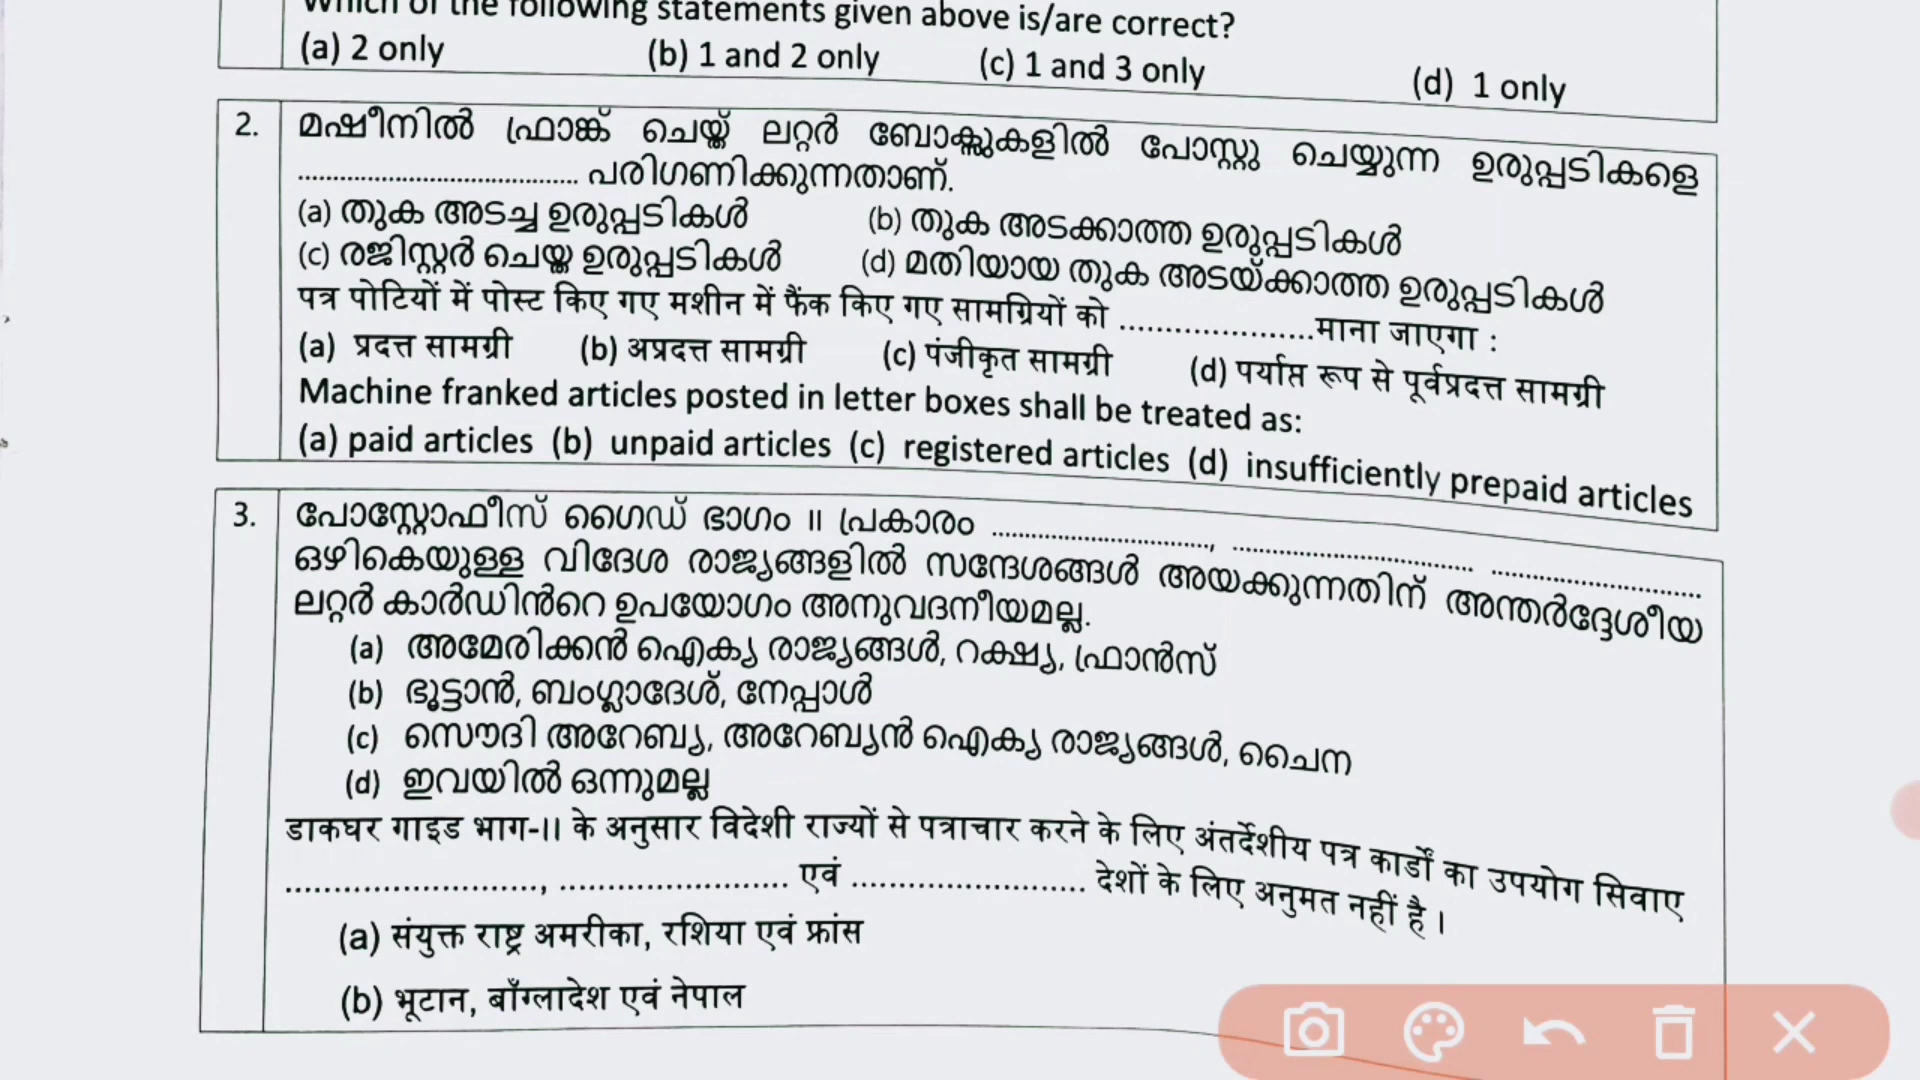 Which of the following statements given above is/are correct?
(a) 2 only (b) 1 and 2 only (c) 1 and 3 only (d) 1 only
2. മഷീനിൽ ഫ്രാങ്ക് ചെയ്ത് ലറ്റർ ബോക്സുകളിൽ പോസ്റ്റു ചെയ്യുന്ന ഉരുപ്പടികളെ
........................................ പരിഗണിക്കുന്നതാണ്.
(a) തുക അടച്ച ഉരുപ്പടികൾ (b) തുക അടക്കാത്ത ഉരുപ്പടികൾ
(c) രജിസ്റ്റർ ചെയ്ത ഉരുപ്പടികൾ (d) മതിയായ തുക അടയ്ക്കാത്ത ഉരുപ്പടികൾ
पत्र पोटियों में पोस्ट किए गए मशीन में फैंक किए गए सामग्रियों को ......................माना जाएगा :
(a) प्रदत्त सामग्री (b) अप्रदत्त सामग्री (c) पंजीकृत सामग्री (d) पर्याप्त रूप से पूर्वप्रदत्त सामग्री
Machine franked articles posted in letter boxes shall be treated as:
(a) paid articles (b) unpaid articles (c) registered articles (d) insufficiently prepaid articles
3. പോസ്റ്റോഫീസ് ഗൈഡ് ഭാഗം II പ്രകാരം .............................., .................................. ..............................
ഒഴികെയുള്ള വിദേശ രാജ്യങ്ങളിൽ സന്ദേശങ്ങൾ അയക്കുന്നതിന് അന്തർദ്ദേശീയ
ലറ്റർ കാർഡിൻറെ ഉപയോഗം അനുവദനീയമല്ല.
(a) അമേരിക്കൻ ഐക്യ രാജ്യങ്ങൾ, റക്ഷ്യ, ഫ്രാൻസ്
(b) ഭൂട്ടാൻ, ബംഗ്ലാദേശ്, നേപ്പാൾ
(c) സൌദി അറേബ്യ, അറേബ്യൻ ഐക്യ രാജ്യങ്ങൾ, ചൈന
(d) ഇവയിൽ ഒന്നുമല്ല
डाकघर गाइड भाग-II के अनुसार विदेशी राज्यों से पत्राचार करने के लिए अंतर्देशीय पत्र कार्डों का उपयोग सिवाए
.........................., ........................ एवं ........................ देशों के लिए अनुमत नहीं है ।
(a) संयुक्त राष्ट्र अमरीका, रशिया एवं फ्रांस
(b) भूटान, बाँग्लादेश एवं नेपाल